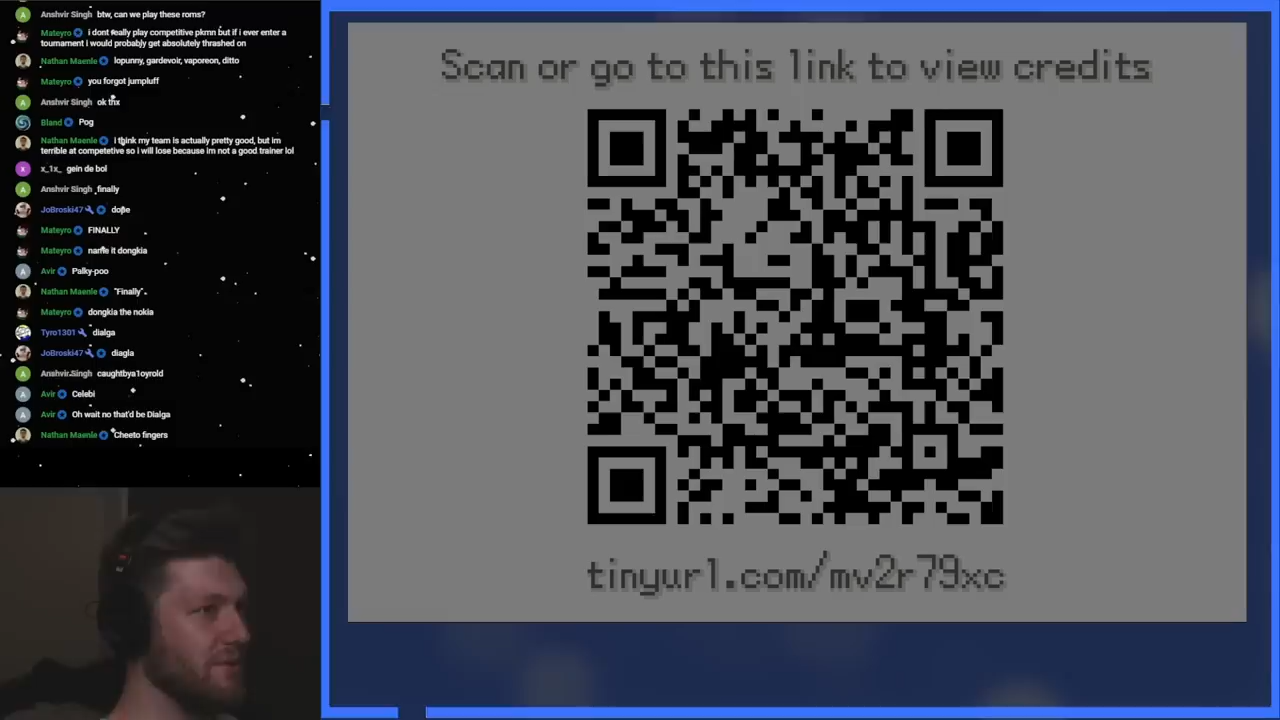 Anshvir Singh btw, can we play these roms?
Mateyro i dont really play competitive pkmn but if i ever enter a
tournament i would probably get absolutely thrashed on
Nathan Maenle lopunny, gardevoir, vaporeon, ditto
Mateyro you forgot jumpluff
Anshvir Singh ok thx
Bland Pog
Nathan Maenle i think my team is actually pretty good, but im
terrible at competetive so i will lose because im not a good trainer lol
x_1x_ gein de bol
Anshvir Singh finally
JoBroski47 dope
Mateyro FINALLY
Mateyro name it dongkia
Avir Palky-poo
Nathan Maenle "Finally"
Mateyro dongkia the nokia
Tyro1301 dialga
JoBroski47 diagla
Anshvir Singh caughtbya1oyrold
Avir Celebi
Avir Oh wait no that'd be Dialga
Nathan Maenle Cheeto fingers
Scan or go to this link to view credits
tinyurl.com/mv2r79xc